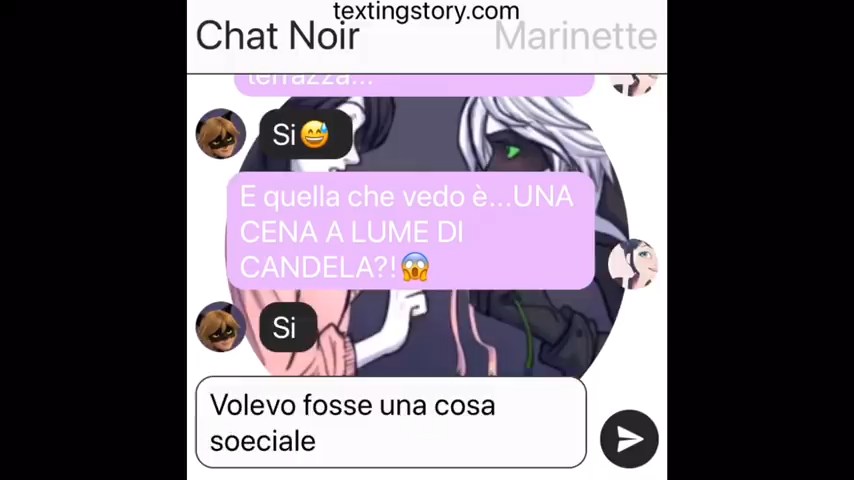 textingstory.com
Chat Noir
Marinette
terrazza...
Si😅
E quella che vedo è...UNA
CENA A LUME DI
CANDELA?!😱
Si
Volevo fosse una cosa
soeciale